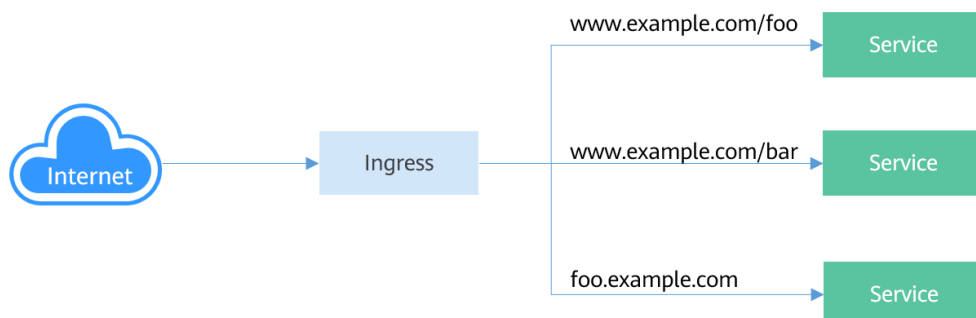 www.example.com/foo
Service
Internet
Ingress
www.example.com/bar
Service
foo.example.com
Service